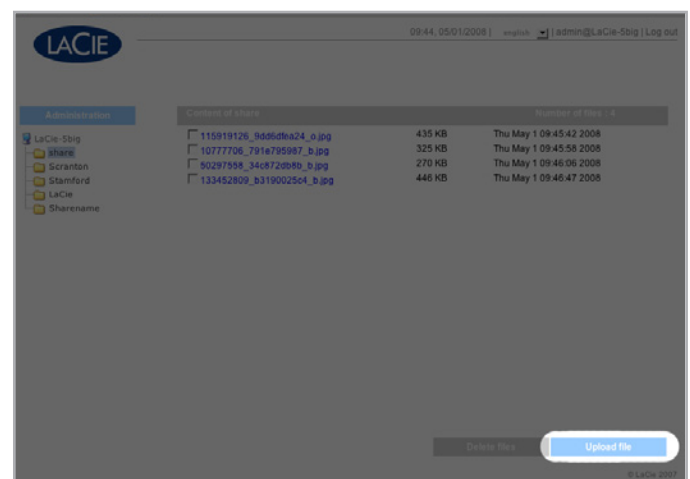 09:44, 05/01/2008 | english | admin@LaCie-5big | Log out
LACIE
Administration
Content of share Number of files : 4
LaCie-5big
share
Scranton
Stamford
LaCie
Sharename
115919126_9dd6dfea24_o.jpg 435 KB Thu May 1 09:45:42 2008
10777706_791e795987_b.jpg 325 KB Thu May 1 09:45:58 2008
50297558_34c872db8b_b.jpg 270 KB Thu May 1 09:46:06 2008
133452809_b3190025c4_b.jpg 446 KB Thu May 1 09:46:47 2008
Delete files Upload file
© LaCie 2007